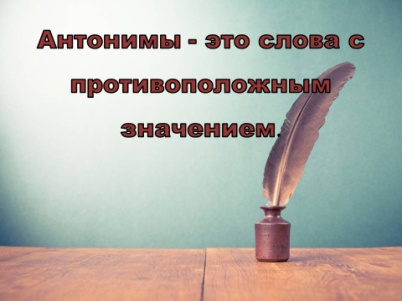 Антонимы - это слова с
противоположным
значением.